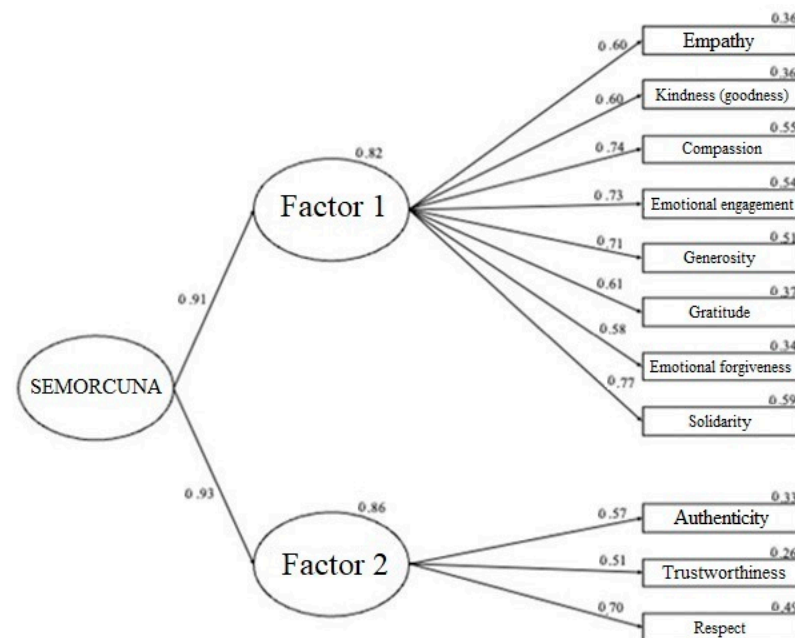 0.36
Empathy
0.60
0.36
Kindness (goodness)
0.60
0.55
Compassion
0.74
0.82
Factor 1
0.54
Emotional engagement
0.73
0.51
Generosity
0.71
0.37
Gratitude
0.61
0.34
Emotional forgiveness
0.58
0.59
Solidarity
0.77
0.91
SEMORCUNA
0.93
0.86
Factor 2
0.33
Authenticity
0.57
0.26
Trustworthiness
0.51
0.49
Respect
0.70